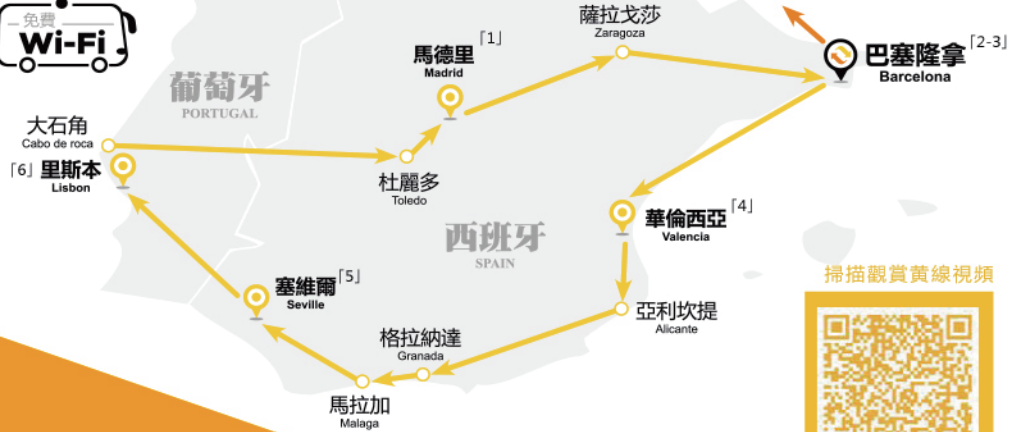 免費
Wi-Fi
薩拉戈莎
Zaragoza
馬德里「1」
Madrid
巴塞隆拿「2-3」
Barcelona
葡萄牙
PORTUGAL
大石角
Cabo de roca
「6」里斯本
Lisbon
杜麗多
Toledo
華倫西亞「4」
Valencia
西班牙
SPAIN
掃描觀賞黄線視頻
塞維爾「5」
Seville
亞利坎提
Alicante
格拉納達
Granada
馬拉加
Malaga